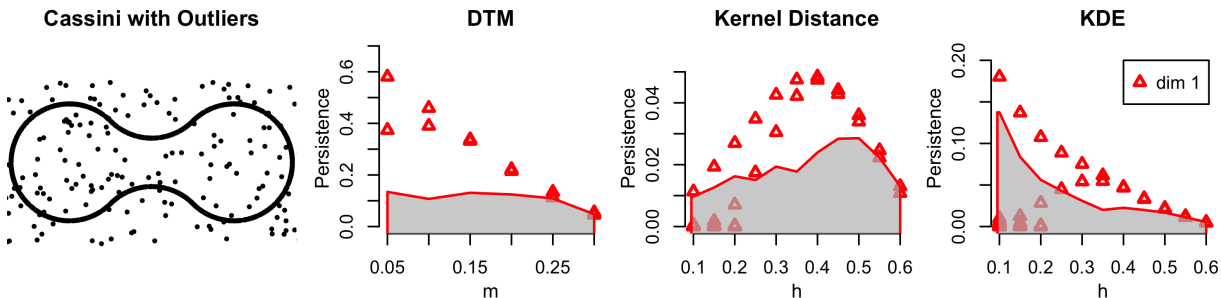 Cassini with Outliers
DTM
Persistence
0.0 0.2 0.4 0.6
0.05 0.15 0.25
m
Kernel Distance
Persistence
0.00 0.02 0.04
0.1 0.2 0.3 0.4 0.5 0.6
h
KDE
Persistence
0.00 0.10 0.20
0.1 0.2 0.3 0.4 0.5 0.6
h
dim 1